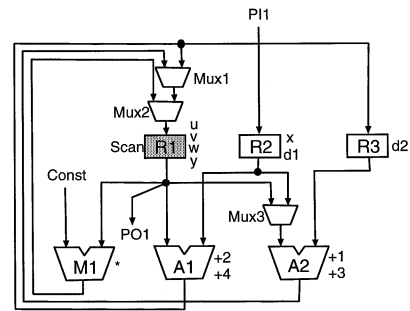 PI1
Mux1
Mux2
u
v
Scan R1 w
y
R2 x
d1
R3 d2
Const
PO1
Mux3
M1 *
A1 +2
+4
A2 +1
+3